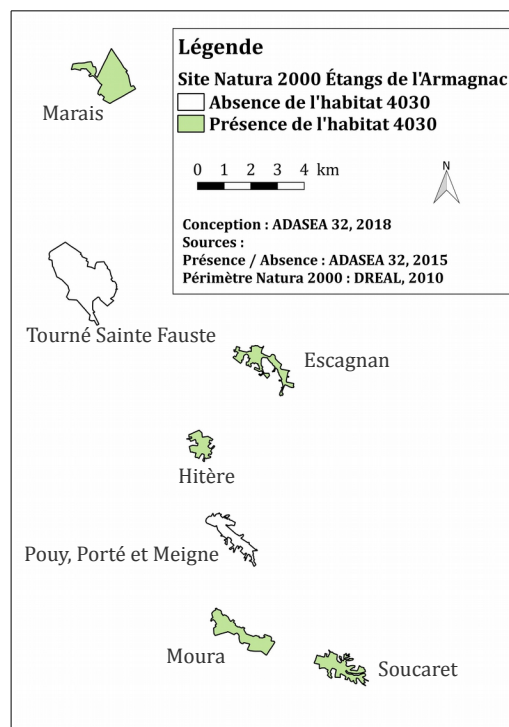 Légende
Site Natura 2000 Étangs de l'Armagnac
Absence de l'habitat 4030
Présence de l'habitat 4030
0 1 2 3 4 km
N
Conception : ADASEA 32, 2018
Sources :
Présence / Absence : ADASEA 32, 2015
Périmètre Natura 2000 : DREAL, 2010
Marais
Tourné Sainte Fauste
Escagnan
Hitère
Pouy, Porté et Meigne
Moura
Soucaret